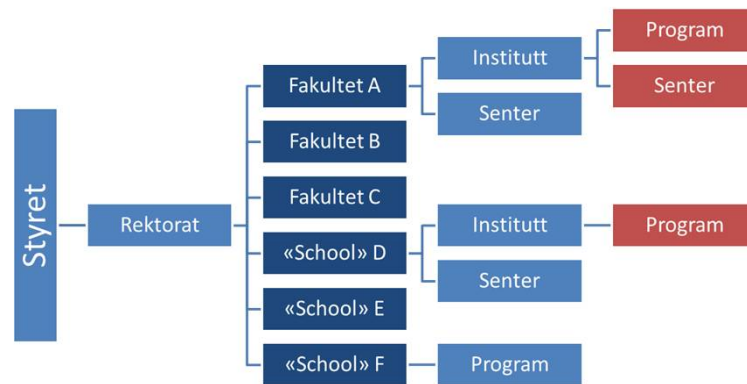 Styret
Rektorat
Fakultet A
Institutt
Program
Senter
Senter
Fakultet B
Fakultet C
«School» D
Institutt
Program
Senter
«School» E
«School» F
Program